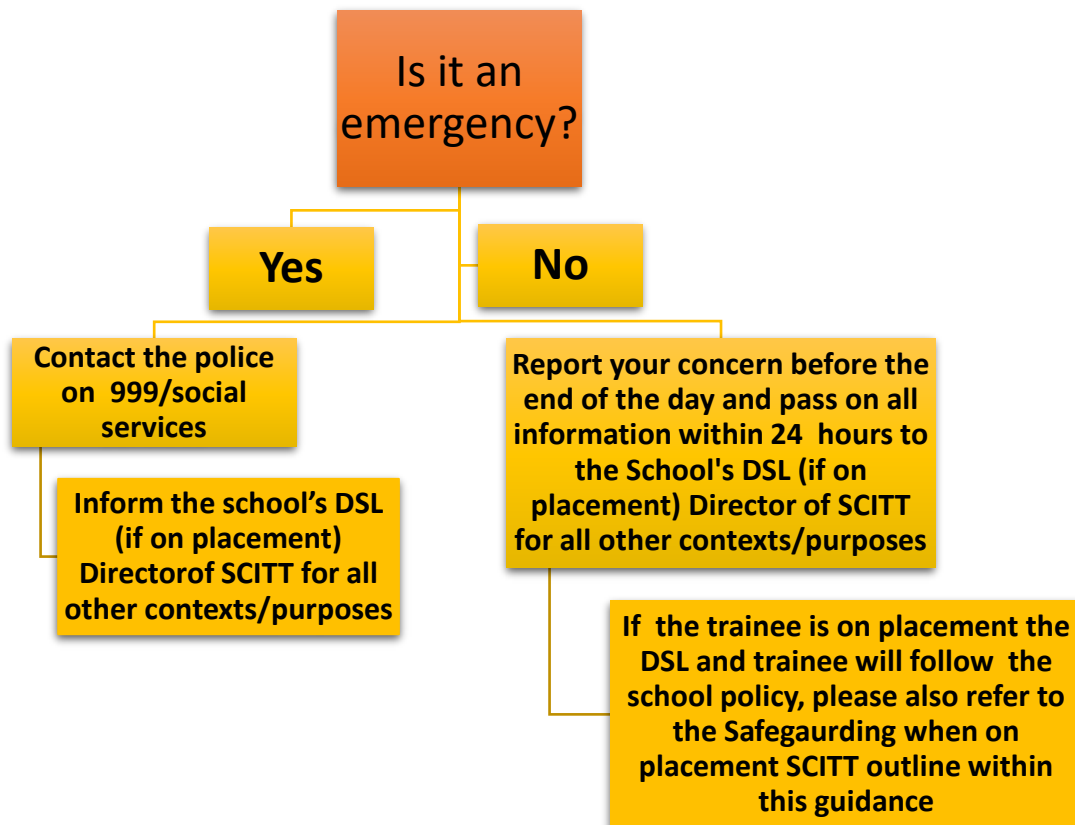 Is it an
emergency?
Yes
No
Contact the police
on 999/social
services
Inform the school’s DSL
(if on placement)
Directorof SCITT for all
other contexts/purposes
Report your concern before the
end of the day and pass on all
information within 24 hours to
the School's DSL (if on
placement) Director of SCITT
for all other contexts/purposes
If the trainee is on placement the
DSL and trainee will follow the
school policy, please also refer to
the Safegaurding when on
placement SCITT outline within
this guidance